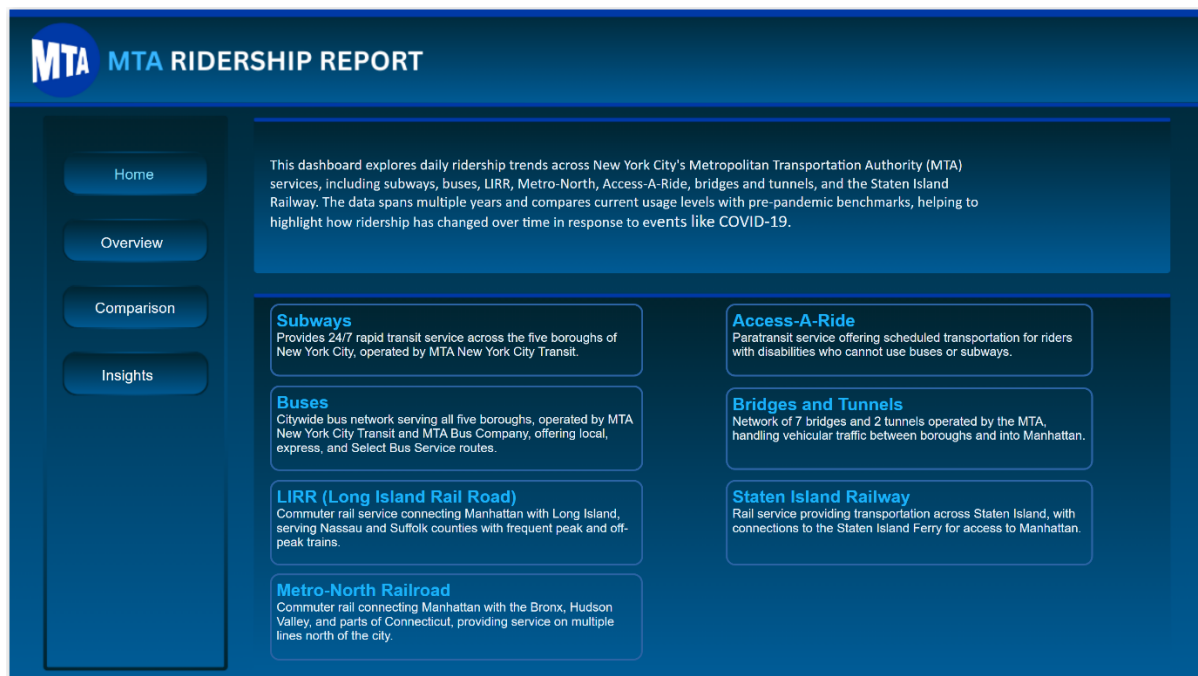 MTA
MTA RIDERSHIP REPORT
Home
Overview
Comparison
Insights
This dashboard explores daily ridership trends across New York City's Metropolitan Transportation Authority (MTA)
services, including subways, buses, LIRR, Metro-North, Access-A-Ride, bridges and tunnels, and the Staten Island
Railway. The data spans multiple years and compares current usage levels with pre-pandemic benchmarks, helping to
highlight how ridership has changed over time in response to events like COVID-19.
Subways
Provides 24/7 rapid transit service across the five boroughs of
New York City, operated by MTA New York City Transit.
Buses
Citywide bus network serving all five boroughs, operated by MTA
New York City Transit and MTA Bus Company, offering local,
express, and Select Bus Service routes.
LIRR (Long Island Rail Road)
Commuter rail service connecting Manhattan with Long Island,
serving Nassau and Suffolk counties with frequent peak and off-
peak trains.
Metro-North Railroad
Commuter rail connecting Manhattan with the Bronx, Hudson
Valley, and parts of Connecticut, providing service on multiple
lines north of the city.
Access-A-Ride
Paratransit service offering scheduled transportation for riders
with disabilities who cannot use buses or subways.
Bridges and Tunnels
Network of 7 bridges and 2 tunnels operated by the MTA,
handling vehicular traffic between boroughs and into Manhattan.
Staten Island Railway
Rail service providing transportation across Staten Island, with
connections to the Staten Island Ferry for access to Manhattan.